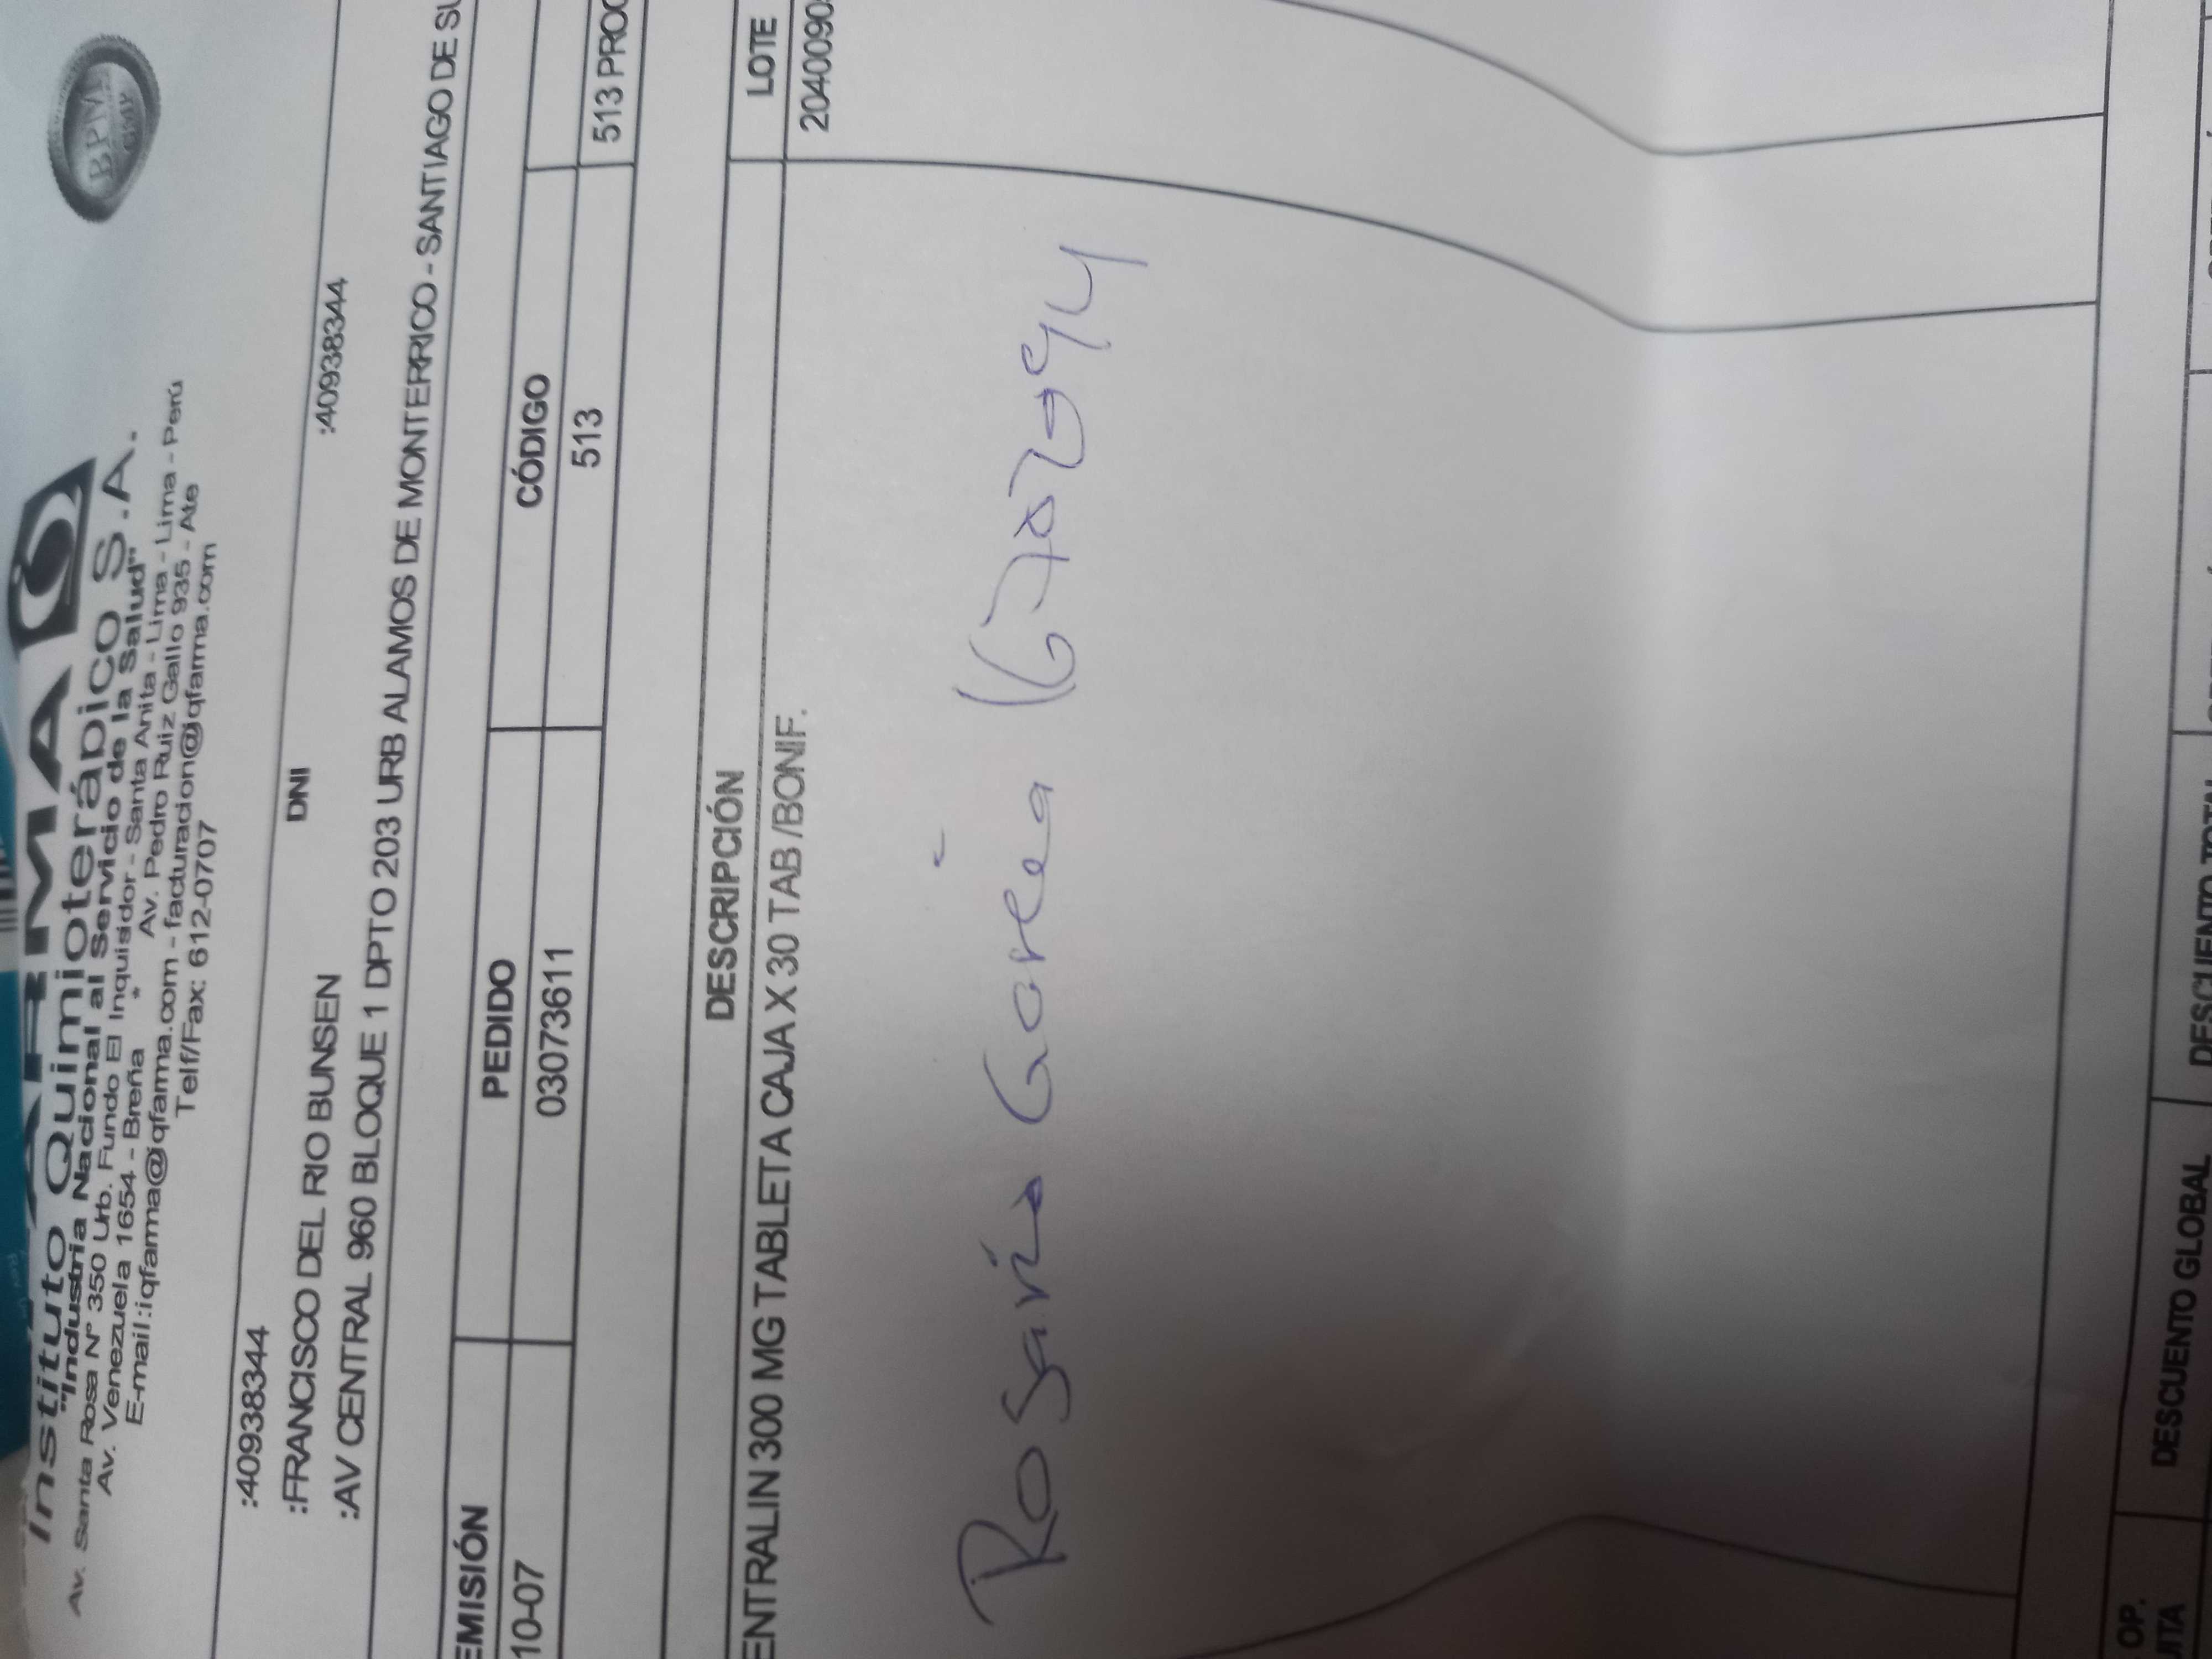 BPM
ARMA
Instituto Quimioterápico S.A.
"Industria Nacional al Servicio de la Salud"
Av. Santa Rosa N° 350 Urb. Fundo El Inquisidor - Santa Anita - Lima - Lima - Perú
Av. Venezuela 1654 - Breña * Av. Pedro Ruiz Gallo 935 - Ate
E-mail:iqfarma@iqfarma.com - facturacion@iqfarma.com
Telf/Fax: 612-0707
:40938344
:FRANCISCO DEL RIO BUNSEN DNI :40938344
:AV CENTRAL 960 BLOQUE 1 DPTO 203 URB ALAMOS DE MONTERRICO - SANTIAGO DE SU
EMISIÓN PEDIDO CÓDIGO
10-07 03073611 513 513 PROC
DESCRIPCIÓN LOTE
ENTRALIN 300 MG TABLETA CAJA X 30 TAB /BONIF. 2040090
Rosario
OP. DESCUENTO GLOBAL DESCUENTO TOTAL